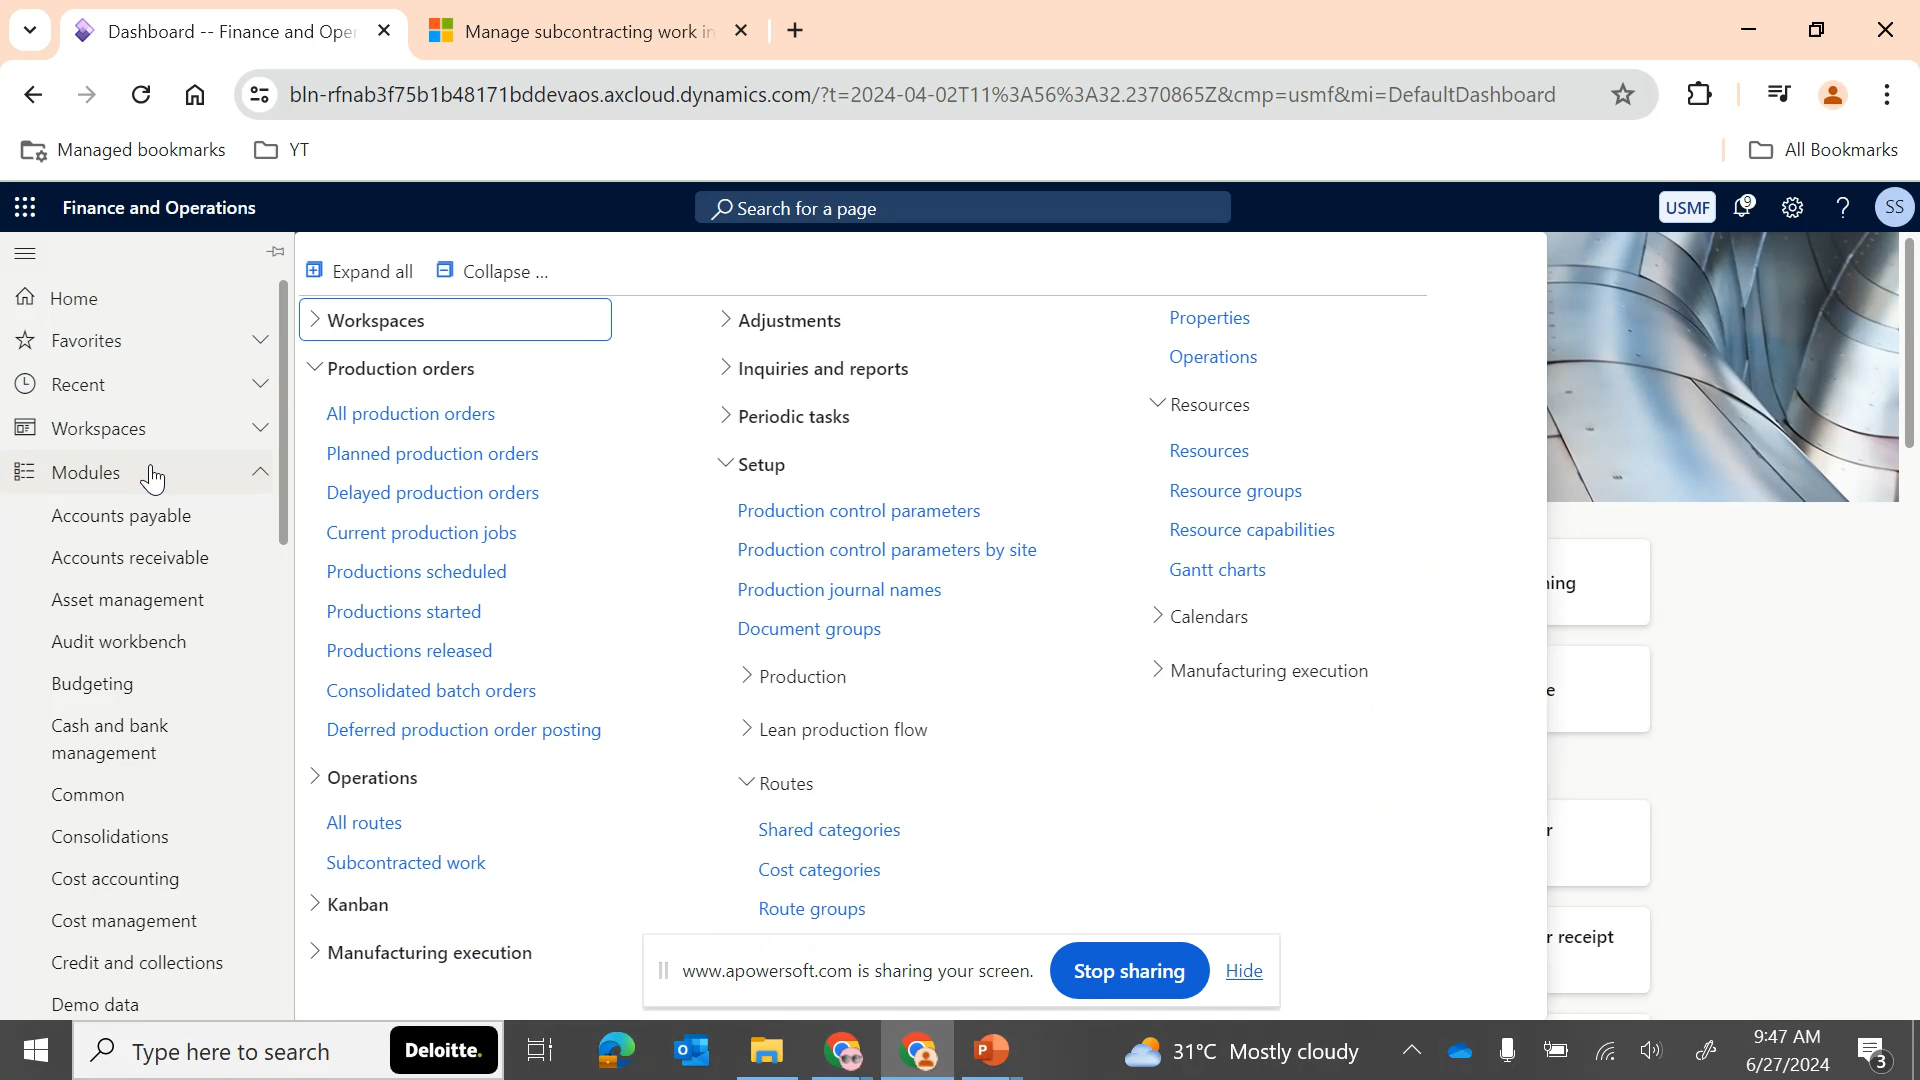 Dashboard -- Finance and Oper
Manage subcontracting work in
bln-rfnab3f75b1b48171bddevaos.axcloud.dynamics.com/?t=2024-04-02T11%3A56%3A32.2370865Z&cmp=usmf&mi=DefaultDashboard
Managed bookmarks
YT
All Bookmarks
Finance and Operations
Search for a page
USMF
9
?
SS
Home
Favorites
Recent
Workspaces
Modules
Accounts payable
Accounts receivable
Asset management
Audit workbench
Budgeting
Cash and bank
management
Common
Consolidations
Cost accounting
Cost management
Credit and collections
Demo data
Expand all
Collapse ...
Workspaces
Production orders
All production orders
Planned production orders
Delayed production orders
Current production jobs
Productions scheduled
Productions started
Productions released
Consolidated batch orders
Deferred production order posting
Operations
All routes
Subcontracted work
Kanban
Manufacturing execution
Adjustments
Inquiries and reports
Periodic tasks
Setup
Production control parameters
Production control parameters by site
Production journal names
Document groups
Production
Lean production flow
Routes
Shared categories
Cost categories
Route groups
Properties
Operations
Resources
Resources
Resource groups
Resource capabilities
Gantt charts
Calendars
Manufacturing execution
ing
e
r
r receipt
www.apowersoft.com is sharing your screen.
Stop sharing
Hide
Type here to search
Deloitte.
31°C Mostly cloudy
9:47 AM
6/27/2024
3